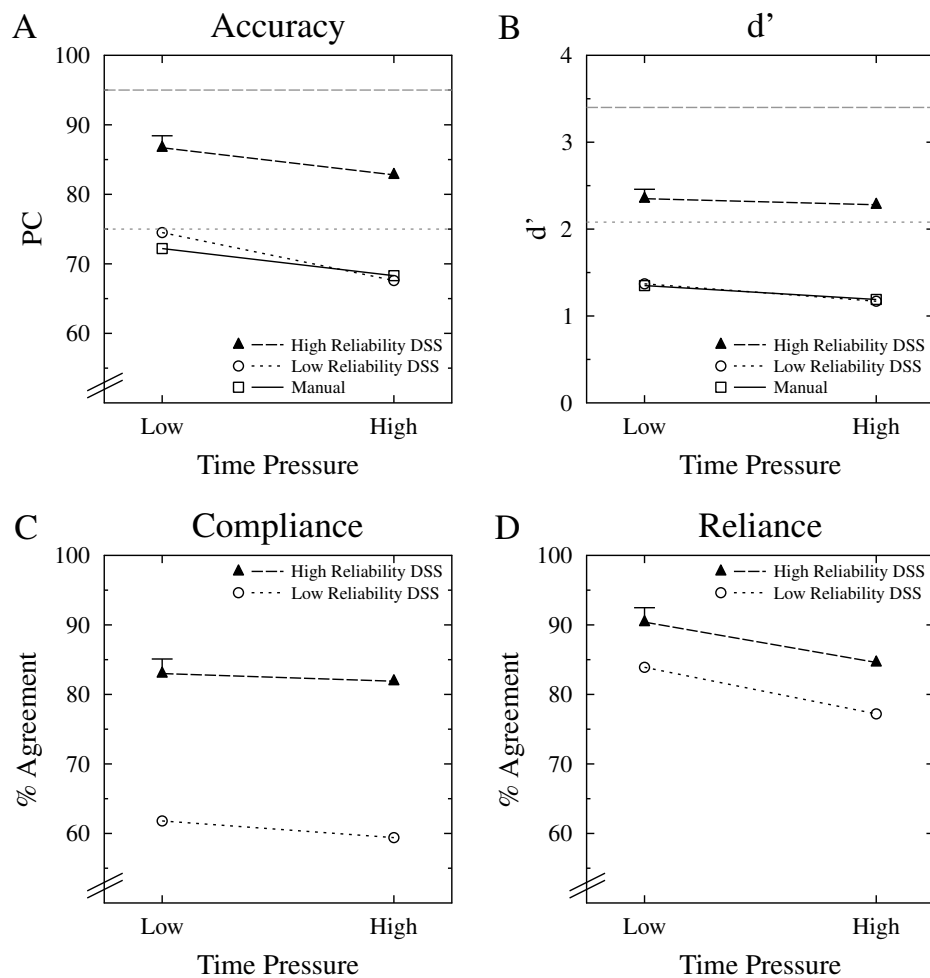 A
Accuracy
100
90
80
70
60
PC
High Reliability DSS
Low Reliability DSS
Manual
Low
High
Time Pressure
B
d'
4
3
2
1
0
d'
High Reliability DSS
Low Reliability DSS
Manual
Low
High
Time Pressure
C
Compliance
100
90
80
70
60
% Agreement
High Reliability DSS
Low Reliability DSS
Low
High
Time Pressure
D
Reliance
100
90
80
70
60
% Agreement
High Reliability DSS
Low Reliability DSS
Low
High
Time Pressure